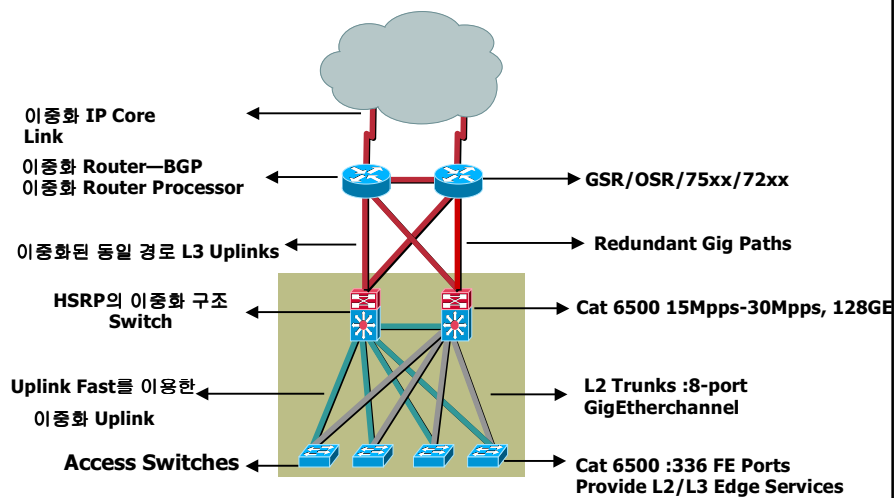 이중화 IP Core
Link
이중화 Router—BGP
이중화 Router Processor
GSR/OSR/75xx/72xx
이중화된 동일 경로 L3 Uplinks
Redundant Gig Paths
HSRP의 이중화 구조
Switch
Cat 6500 15Mpps-30Mpps, 128GE
Uplink Fast를 이용한
이중화 Uplink
L2 Trunks :8-port
GigEtherchannel
Access Switches
Cat 6500 :336 FE Ports
Provide L2/L3 Edge Services